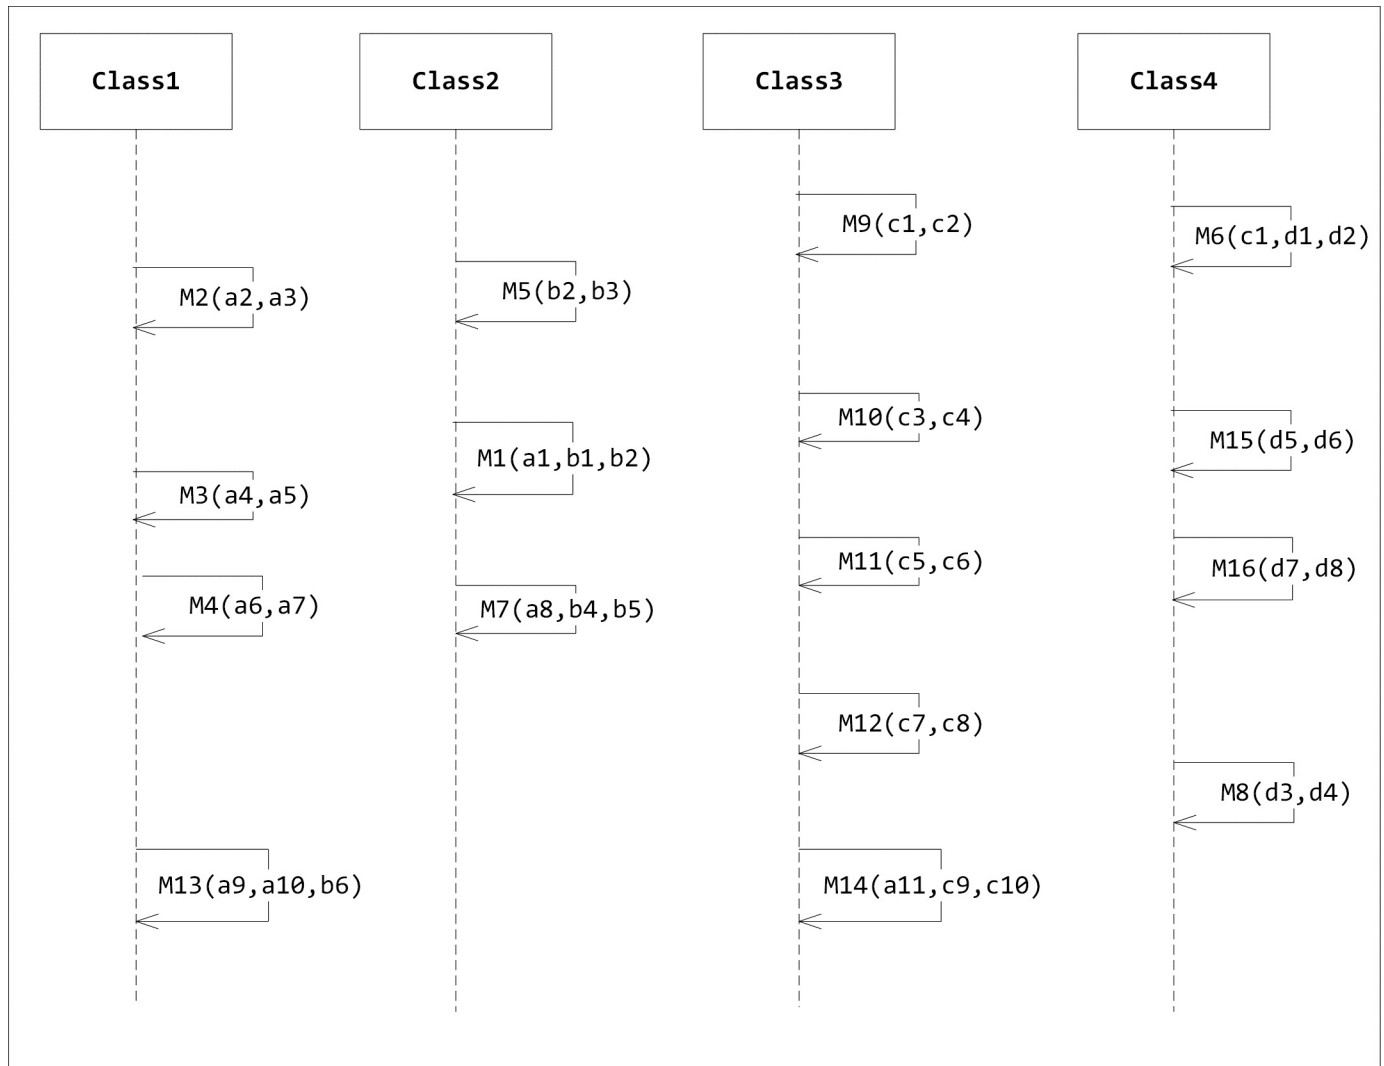 Class1
Class2
Class3
Class4
M9(c1,c2)
M6(c1,d1,d2)
M5(b2,b3)
M2(a2,a3)
M10(c3,c4)
M15(d5,d6)
M1(a1,b1,b2)
M3(a4,a5)
M11(c5,c6)
M16(d7,d8)
M4(a6,a7)
M7(a8,b4,b5)
M12(c7,c8)
M8(d3,d4)
M13(a9,a10,b6)
M14(a11,c9,c10)